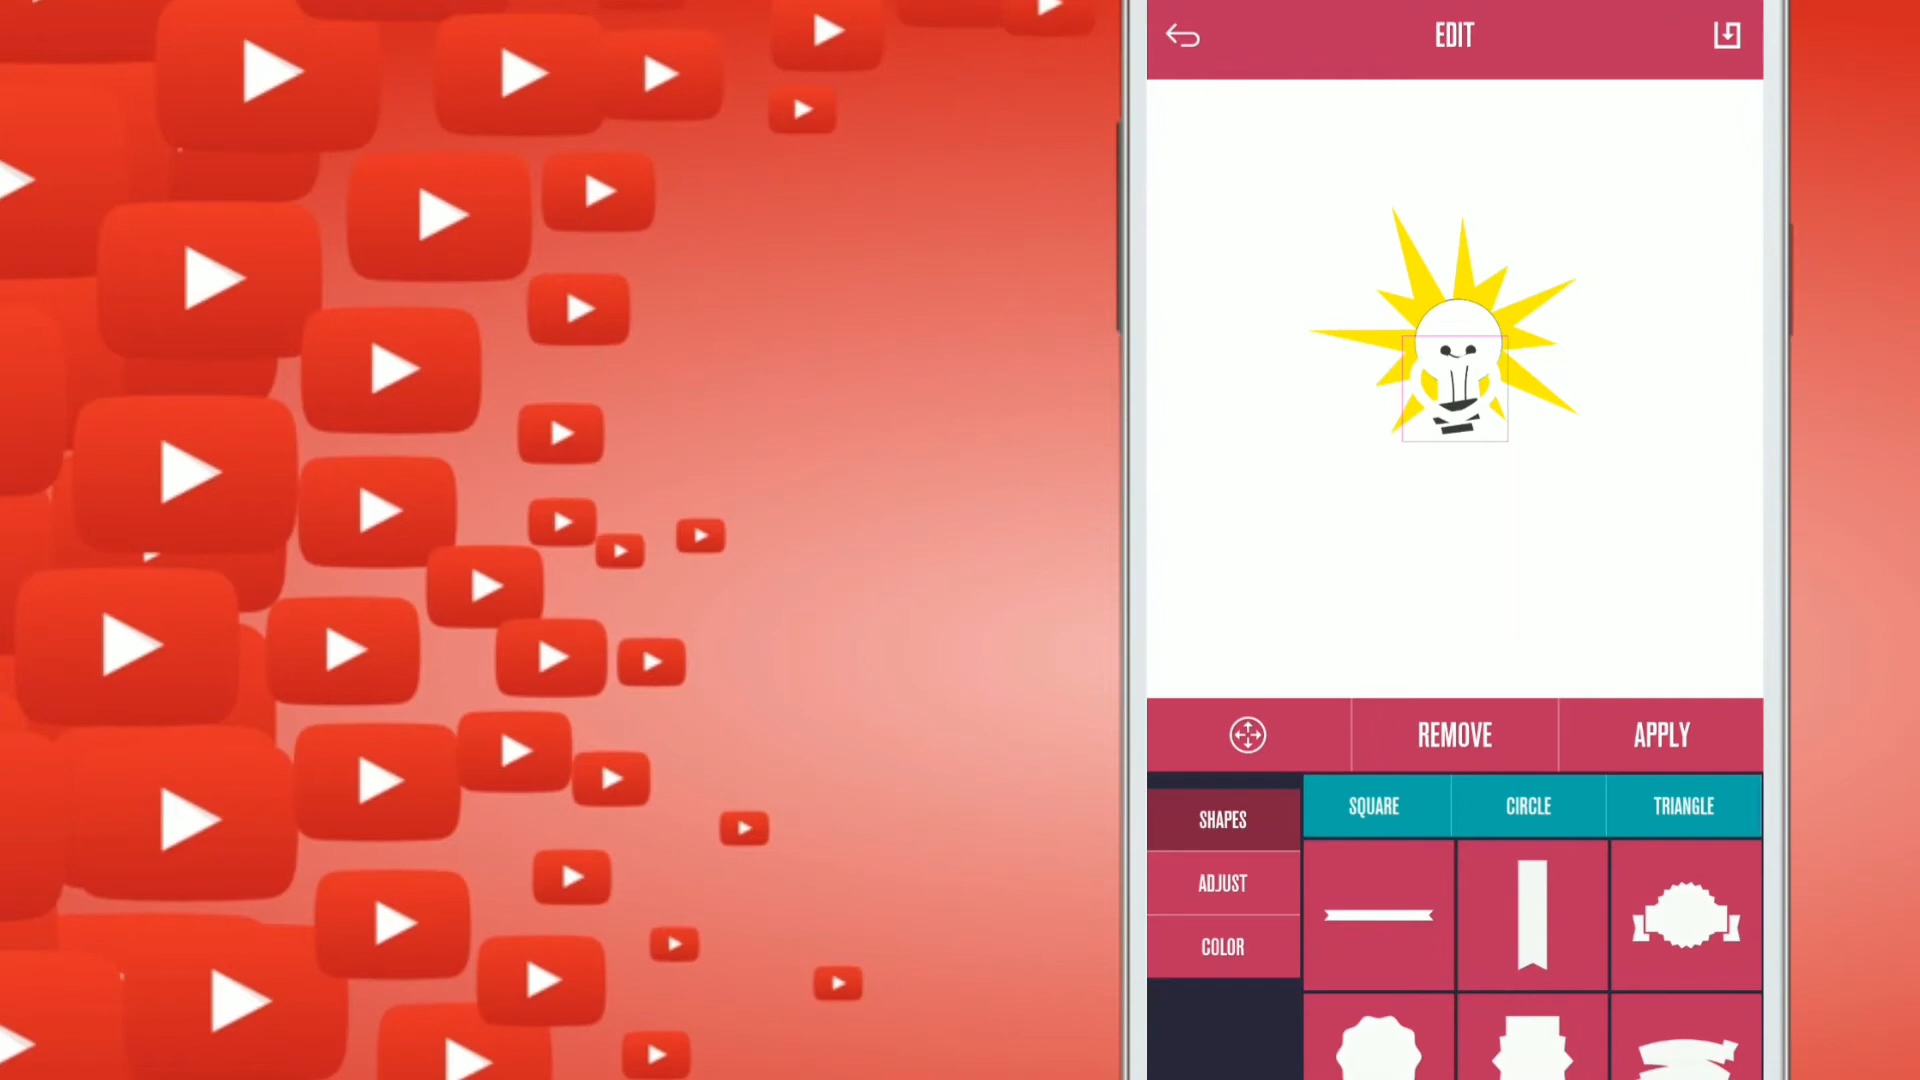 EDIT
REMOVE
APPLY
SHAPES
SQUARE
CIRCLE
TRIANGLE
ADJUST
COLOR